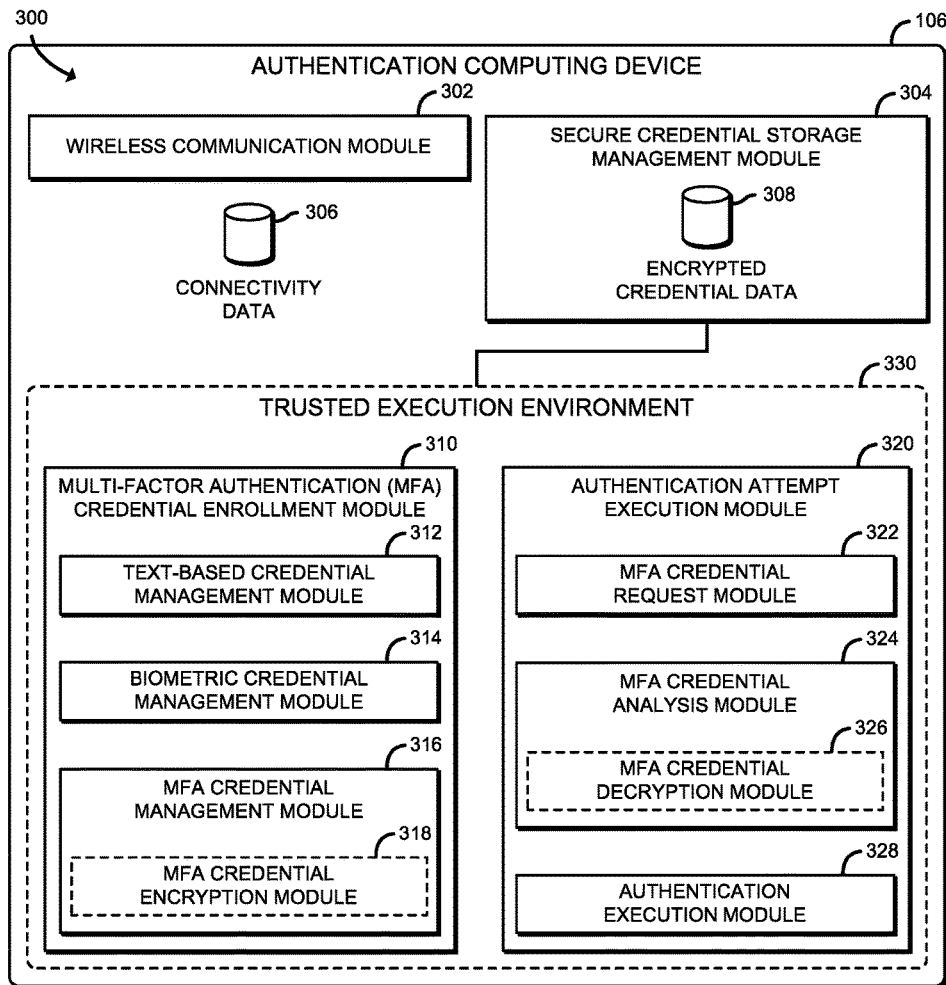 300
106
AUTHENTICATION COMPUTING DEVICE
302
WIRELESS COMMUNICATION MODULE
304
SECURE CREDENTIAL STORAGE
MANAGEMENT MODULE
306
CONNECTIVITY
DATA
308
ENCRYPTED
CREDENTIAL DATA
330
TRUSTED EXECUTION ENVIRONMENT
310
MULTI-FACTOR AUTHENTICATION (MFA)
CREDENTIAL ENROLLMENT MODULE
312
TEXT-BASED CREDENTIAL
MANAGEMENT MODULE
314
BIOMETRIC CREDENTIAL
MANAGEMENT MODULE
316
MFA CREDENTIAL
MANAGEMENT MODULE
318
MFA CREDENTIAL
ENCRYPTION MODULE
320
AUTHENTICATION ATTEMPT
EXECUTION MODULE
322
MFA CREDENTIAL
REQUEST MODULE
324
MFA CREDENTIAL
ANALYSIS MODULE
326
MFA CREDENTIAL
DECRYPTION MODULE
328
AUTHENTICATION
EXECUTION MODULE